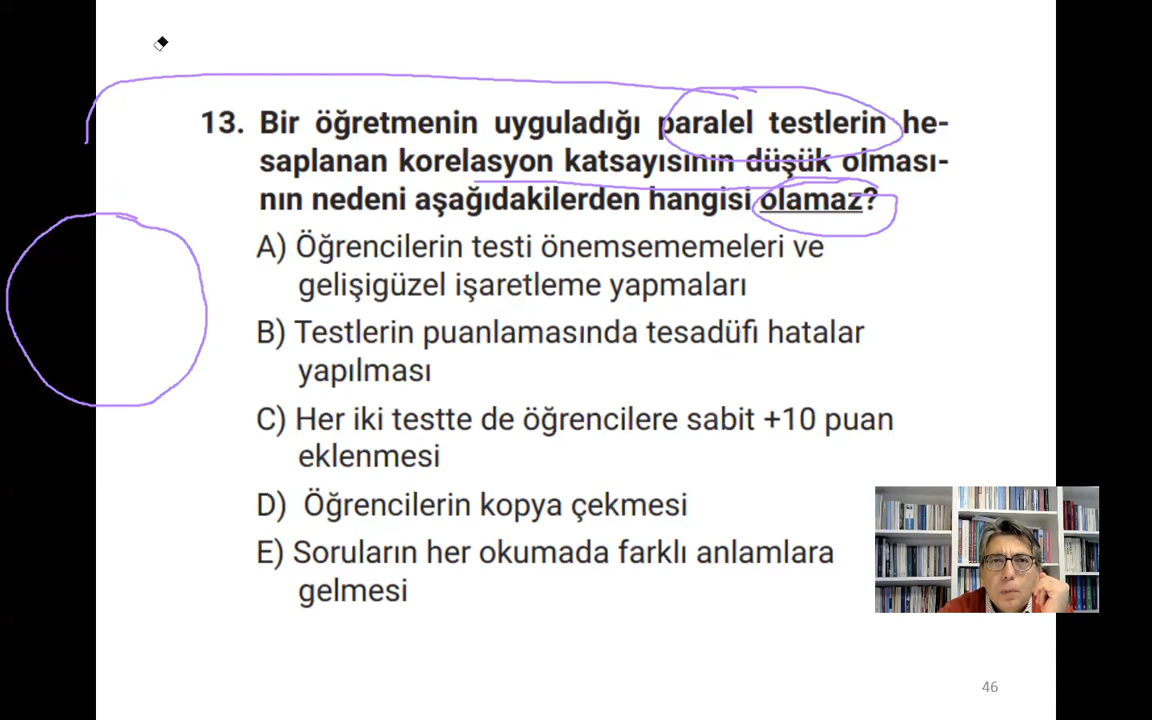 13. Bir öğretmenin uyguladığı paralel testlerin he-
saplanan korelasyon katsayısının düşük olması-
nın nedeni aşağıdakilerden hangisi olamaz?
A) Öğrencilerin testi önemsememeleri ve
gelişigüzel işaretleme yapmaları
B) Testlerin puanlamasında tesadüfi hatalar
yapılması
C) Her iki testte de öğrencilere sabit +10 puan
eklenmesi
D) Öğrencilerin kopya çekmesi
E) Soruların her okumada farklı anlamlara
gelmesi
46